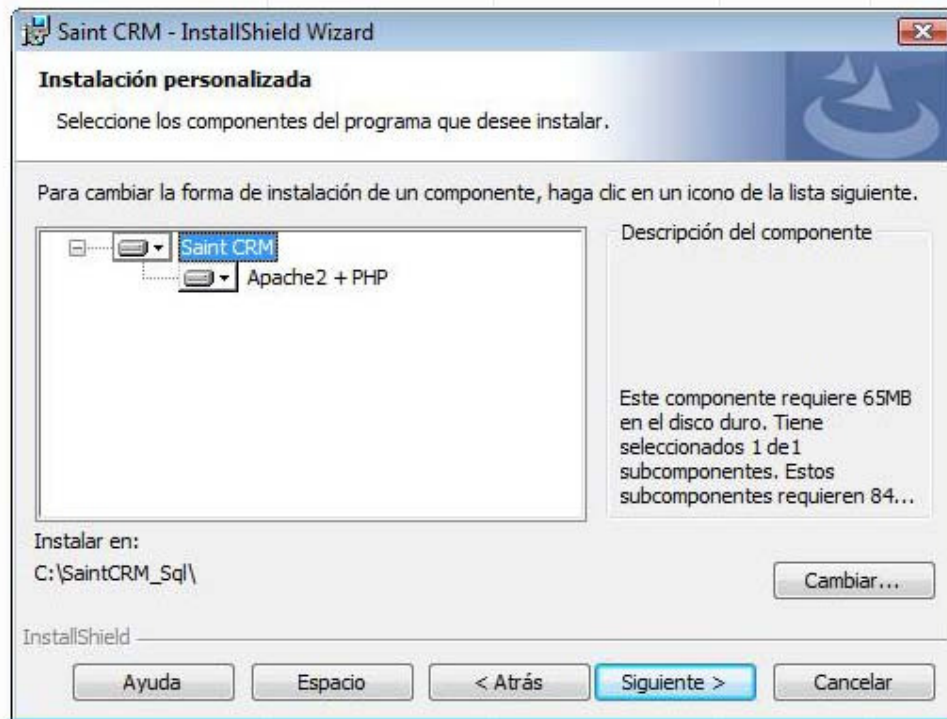 Saint CRM - InstallShield Wizard
Instalación personalizada
Seleccione los componentes del programa que desee instalar.
Para cambiar la forma de instalación de un componente, haga clic en un icono de la lista siguiente.
Saint CRM
Apache2 + PHP
Descripción del componente
Este componente requiere 65MB
en el disco duro. Tiene
seleccionados 1 de1
subcomponentes. Estos
subcomponentes requieren 84...
Instalar en:
C:\SaintCRM_Sql\
Cambiar...
InstallShield
Ayuda
Espacio
< Atrás
Siguiente >
Cancelar